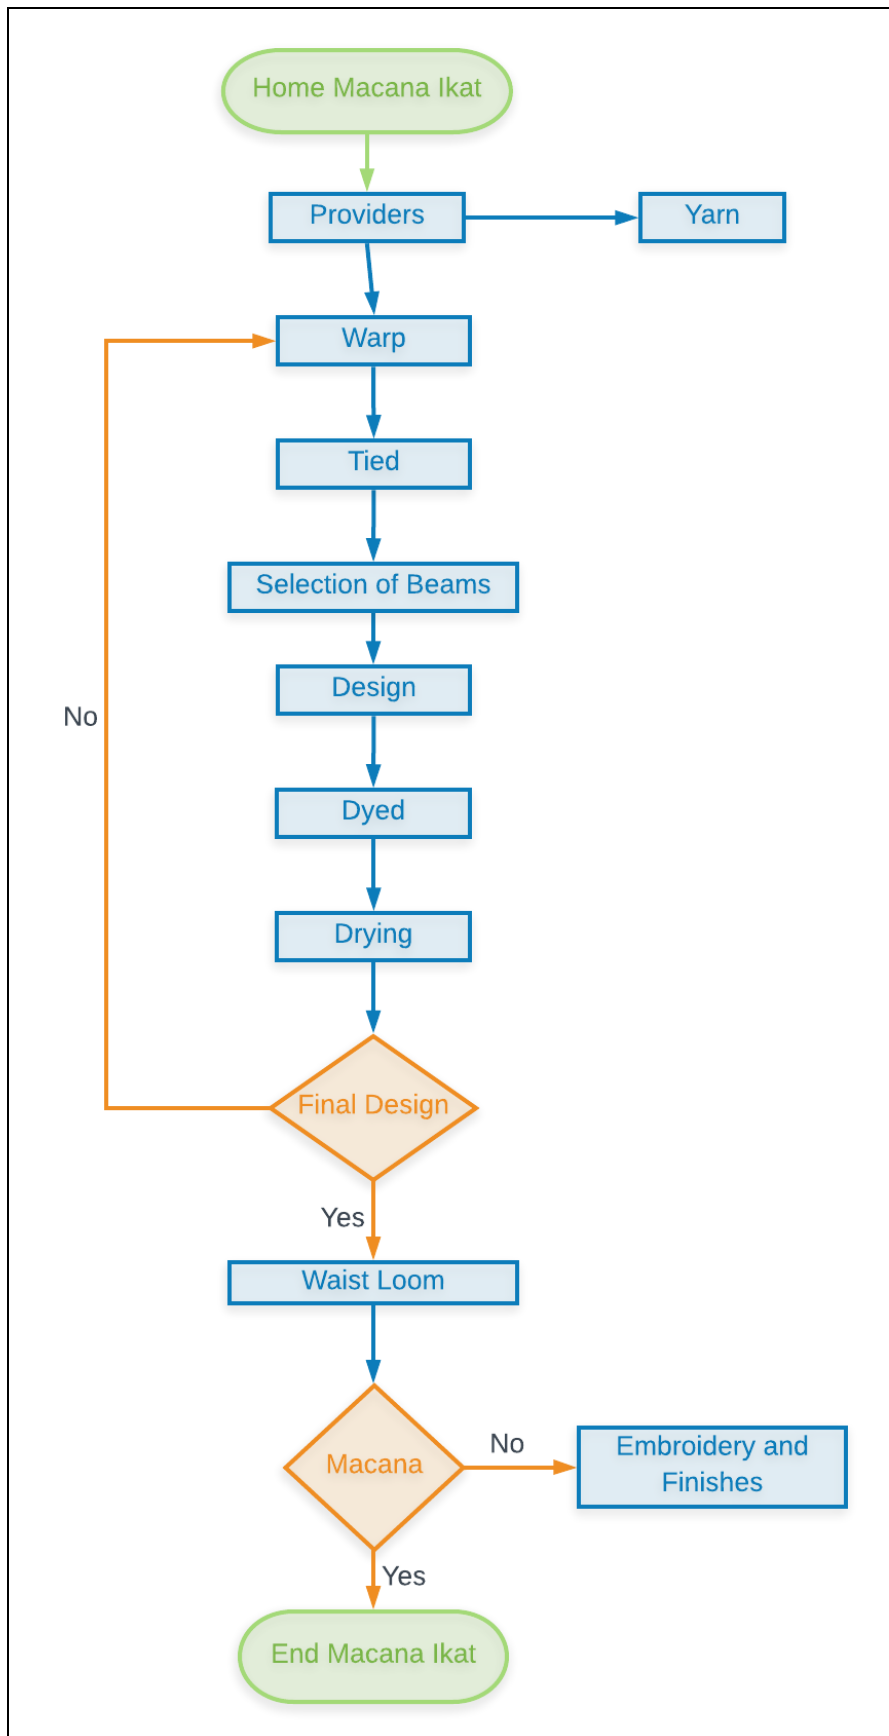 Home Macana Ikat
Providers
Yarn
Warp
Tied
Selection of Beams
Design
No
Dyed
Drying
Final Design
Yes
Waist Loom
Macana
No
Embroidery and
Finishes
Yes
End Macana Ikat